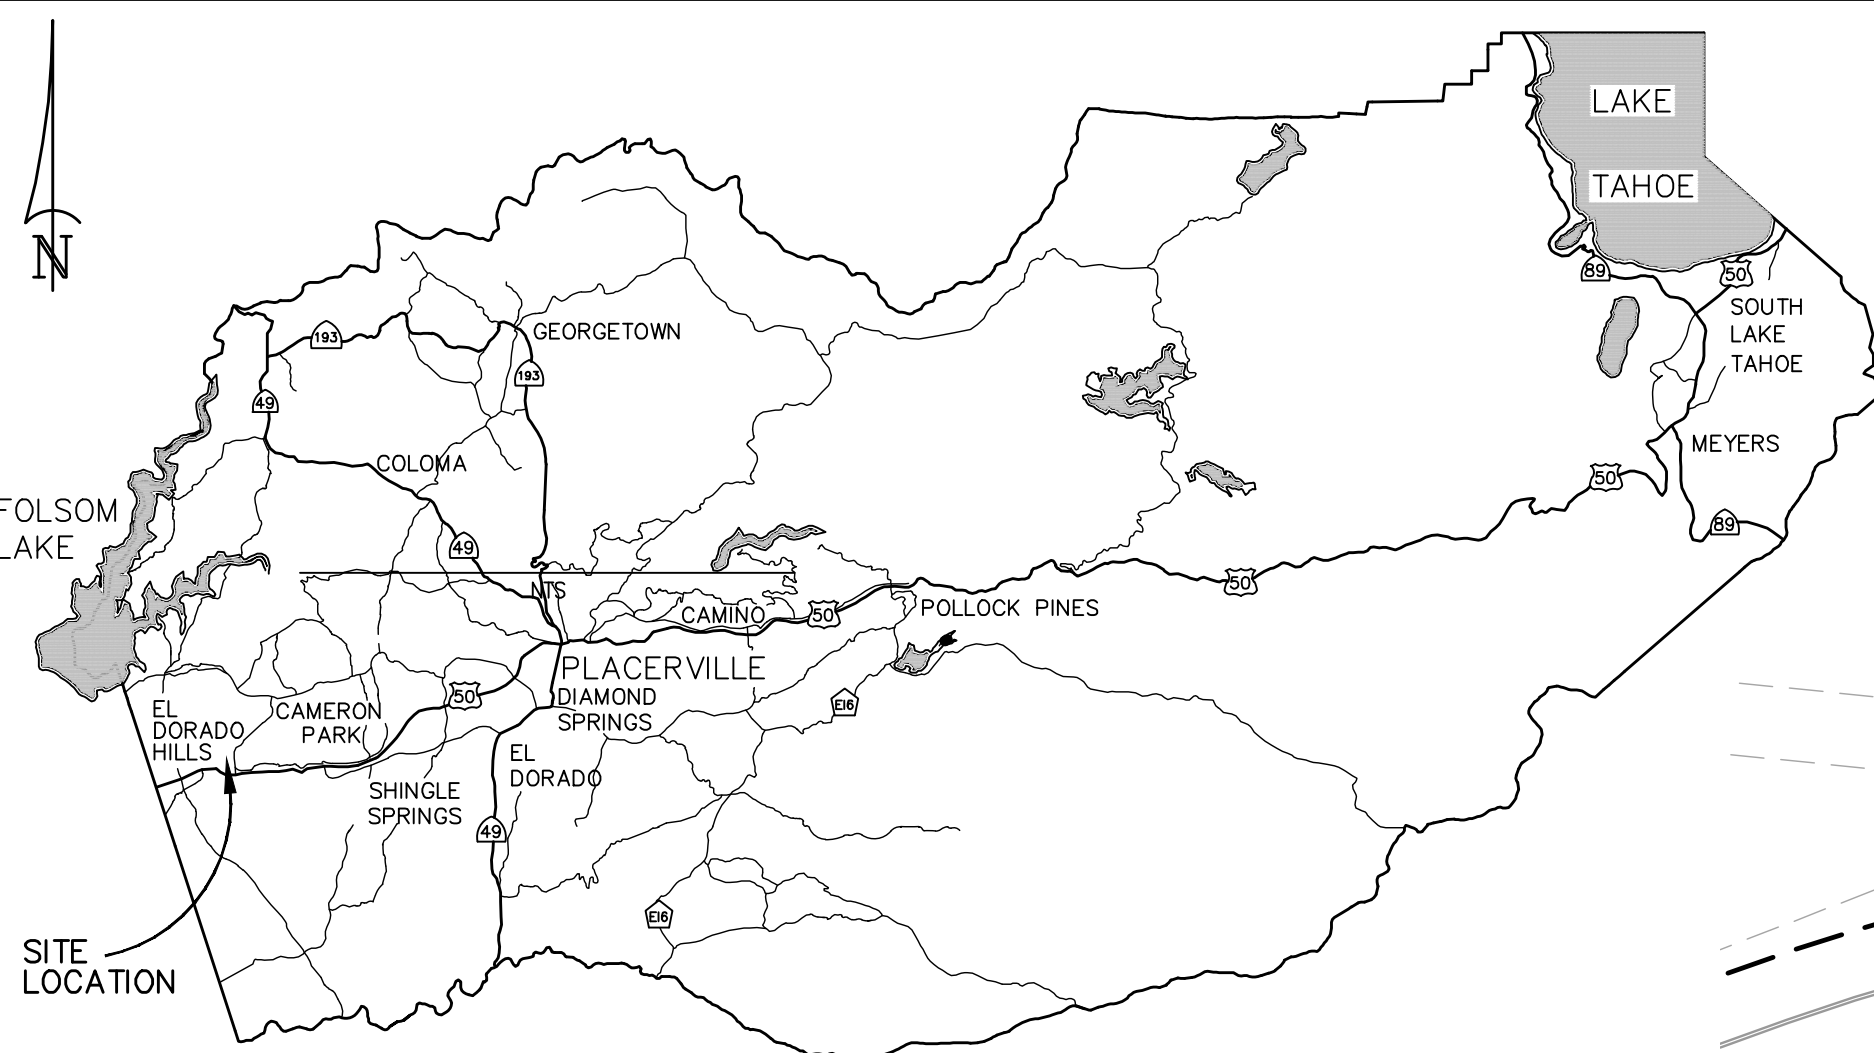 N
LAKE
TAHOE
89
50
SOUTH
LAKE
TAHOE
193
GEORGETOWN
193
49
COLOMA
MEYERS
50
89
FOLSOM
LAKE
49
50
NTS
CAMINO
50
POLLOCK PINES
PLACERVILLE
50
DIAMOND
SPRINGS
E16
EL
DORADO
HILLS
CAMERON
PARK
EL
DORADO
SHINGLE
SPRINGS
49
E16
SITE
LOCATION